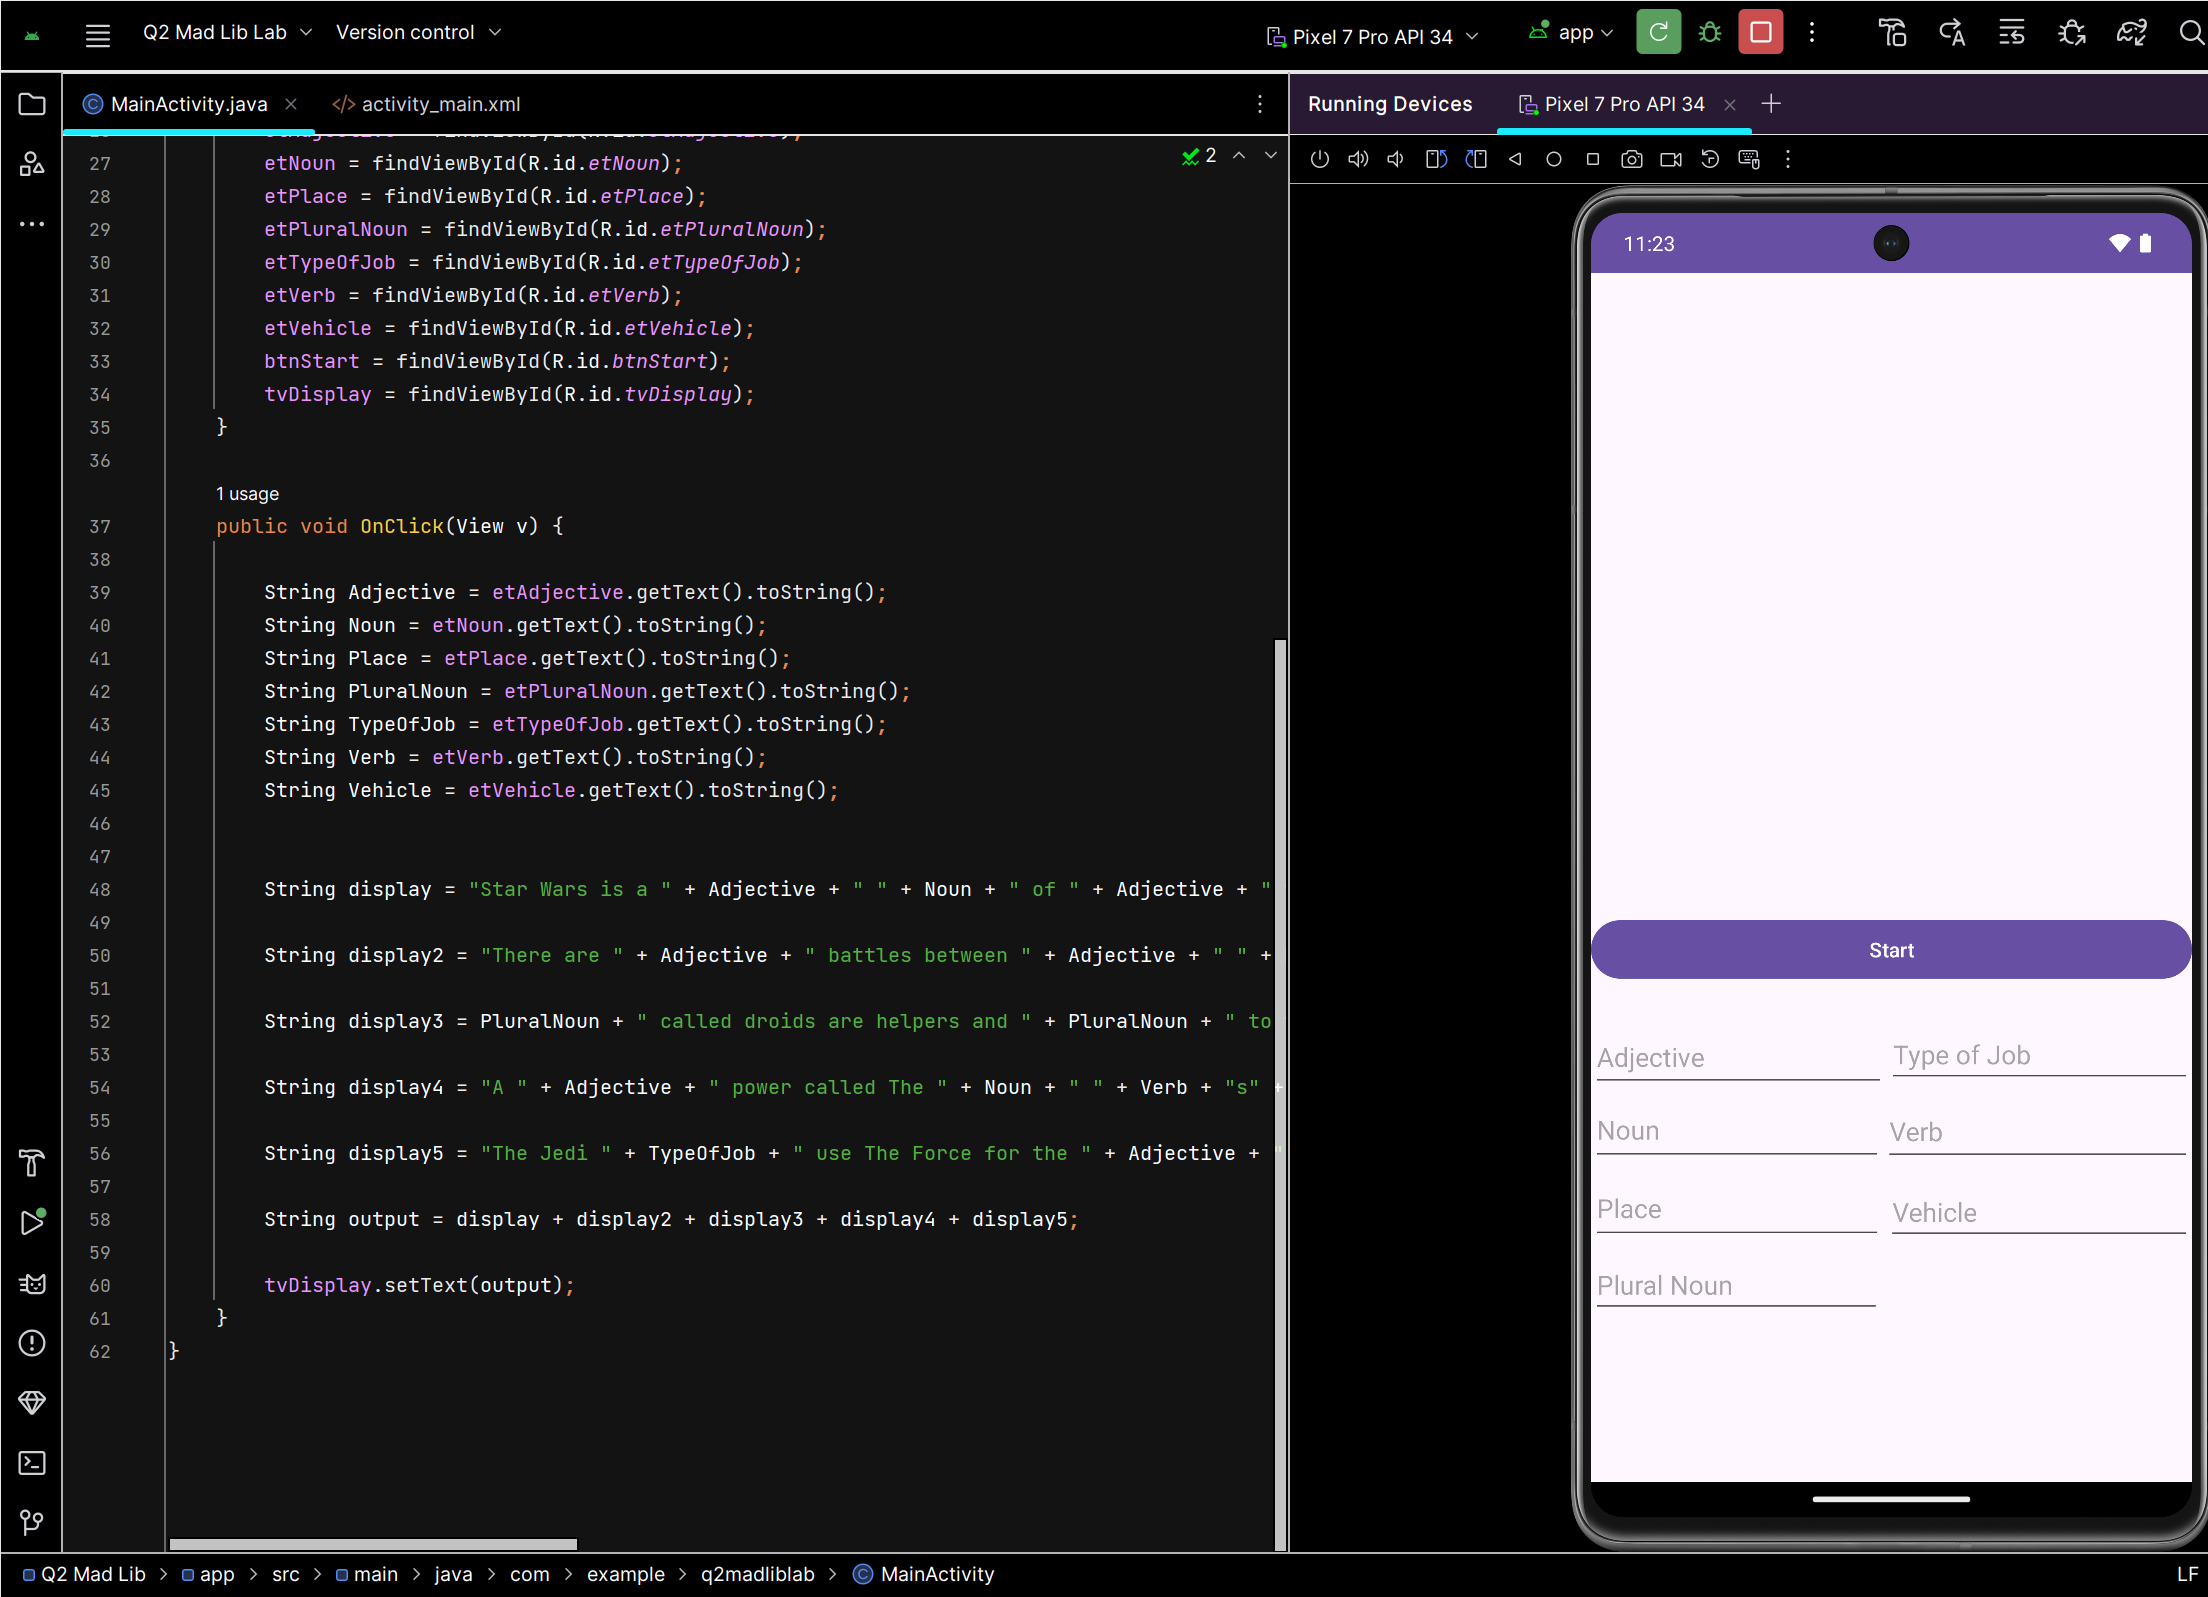 Q2 Mad Lib Lab Version control Pixel 7 Pro API 34 app
MainActivity.java activity_main.xml
Running Devices Pixel 7 Pro API 34
2
27 etNoun = findViewById(R.id.etNoun);
28 etPlace = findViewById(R.id.etPlace);
29 etPluralNoun = findViewById(R.id.etPluralNoun);
30 etTypeOfJob = findViewById(R.id.etTypeOfJob);
31 etVerb = findViewById(R.id.etVerb);
32 etVehicle = findViewById(R.id.etVehicle);
33 btnStart = findViewById(R.id.btnStart);
34 tvDisplay = findViewById(R.id.tvDisplay);
35 }
36
1 usage
37 public void OnClick(View v) {
38
39 String Adjective = etAdjective.getText().toString();
40 String Noun = etNoun.getText().toString();
41 String Place = etPlace.getText().toString();
42 String PluralNoun = etPluralNoun.getText().toString();
43 String TypeOfJob = etTypeOfJob.getText().toString();
44 String Verb = etVerb.getText().toString();
45 String Vehicle = etVehicle.getText().toString();
46
47
48 String display = "Star Wars is a " + Adjective + " " + Noun + " of " + Adjective + "
49
50 String display2 = "There are " + Adjective + " battles between " + Adjective + " " +
51
52 String display3 = PluralNoun + " called droids are helpers and " + PluralNoun + " to
53
54 String display4 = "A " + Adjective + " power called The " + Noun + " " + Verb + "s" +
55
56 String display5 = "The Jedi " + TypeOfJob + " use The Force for the " + Adjective + "
57
58 String output = display + display2 + display3 + display4 + display5;
59
60 tvDisplay.setText(output);
61 }
62 }
11:23
Start
Adjective Type of Job
Noun Verb
Place Vehicle
Plural Noun
Q2 Mad Lib > app > src > main > java > com > example > q2madliblab > MainActivity
LF